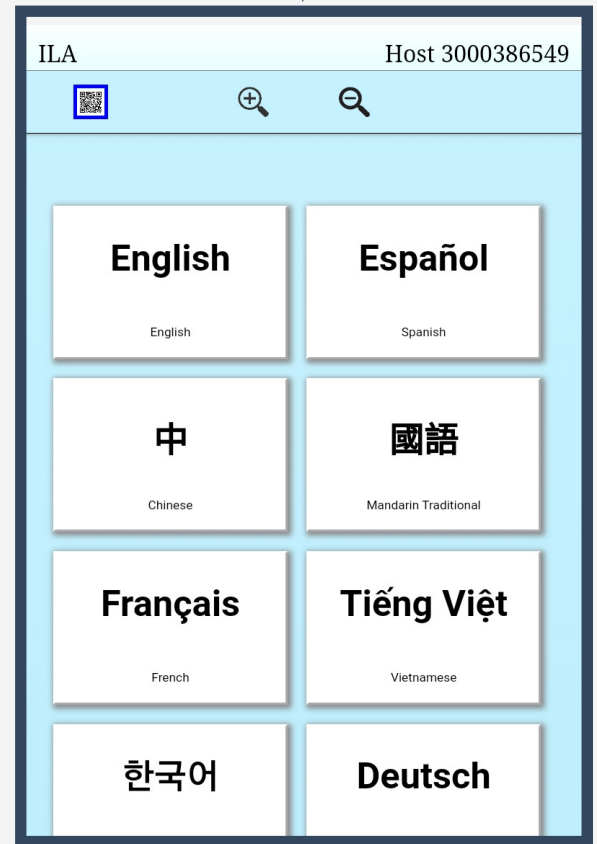 ILA Host 3000386549
English Español
English Spanish
中 國語
Chinese Mandarin Traditional
Français Tiếng Việt
French Vietnamese
한국어 Deutsch